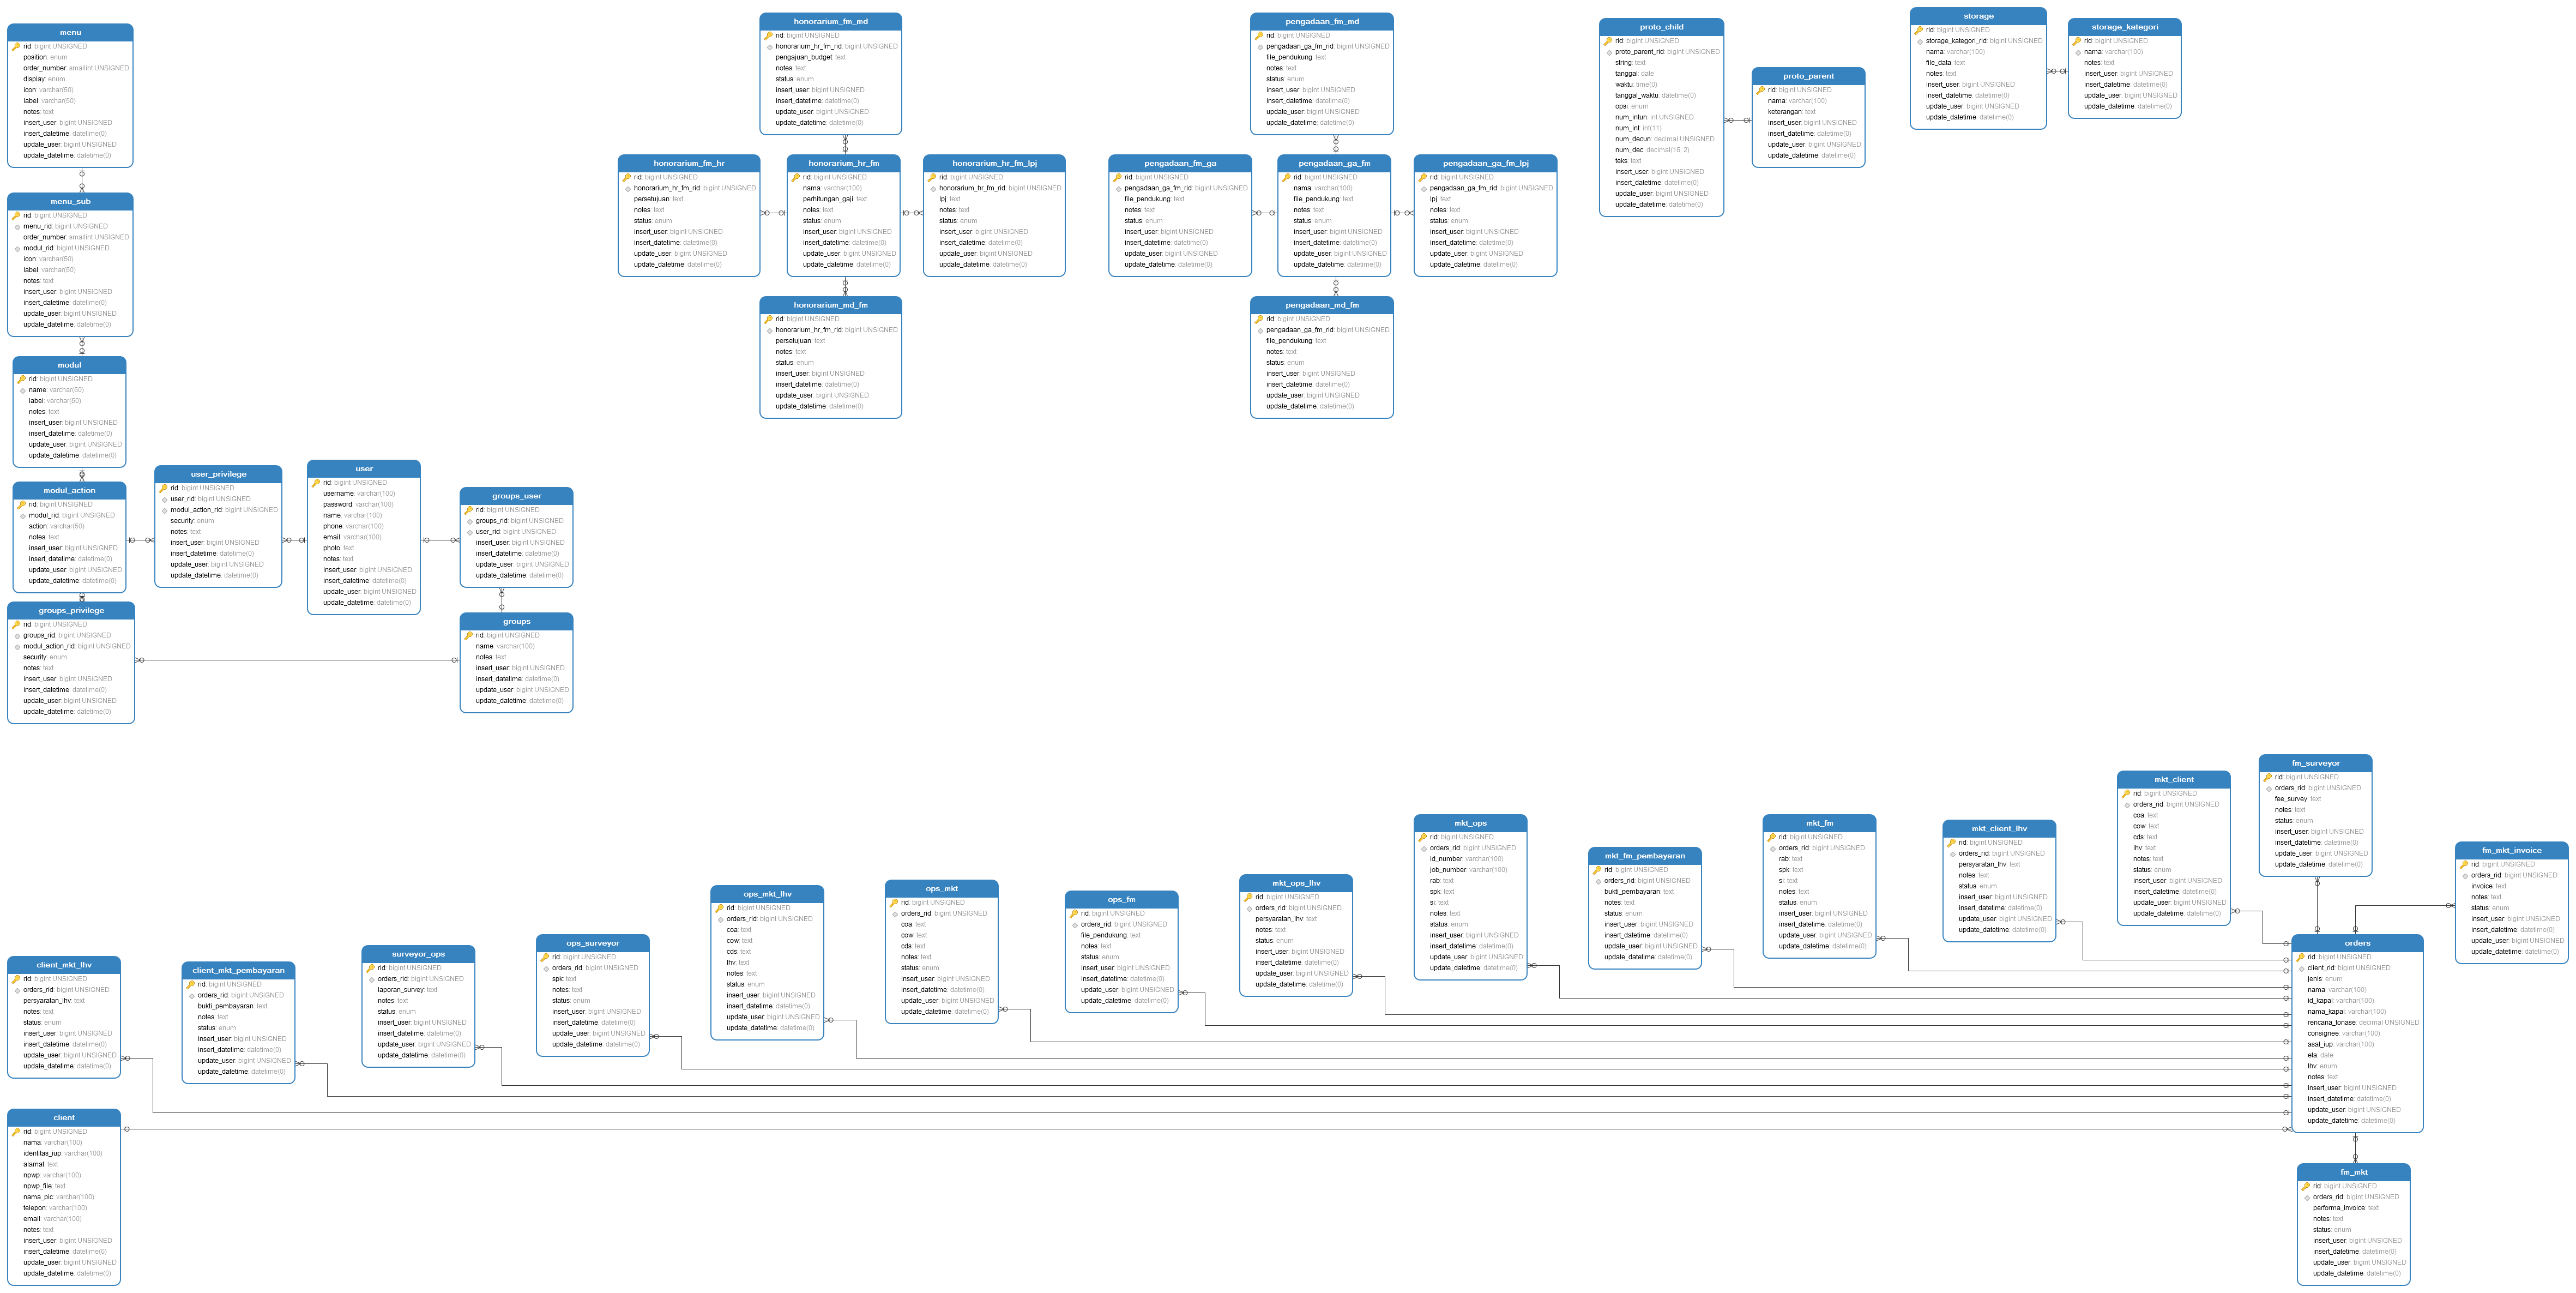 menu
rid: bigint UNSIGNED
position: enum
order_number: smallint UNSIGNED
display: enum
icon: varchar(50)
label: varchar(50)
notes: text
insert_user: bigint UNSIGNED
insert_datetime: datetime(0)
update_user: bigint UNSIGNED
update_datetime: datetime(0)
menu_sub
rid: bigint UNSIGNED
menu_rid: bigint UNSIGNED
order_number: smallint UNSIGNED
modul_rid: bigint UNSIGNED
icon: varchar(50)
label: varchar(50)
notes: text
insert_user: bigint UNSIGNED
insert_datetime: datetime(0)
update_user: bigint UNSIGNED
update_datetime: datetime(0)
modul
rid: bigint UNSIGNED
name: varchar(50)
label: varchar(50)
notes: text
insert_user: bigint UNSIGNED
insert_datetime: datetime(0)
update_user: bigint UNSIGNED
update_datetime: datetime(0)
modul_action
rid: bigint UNSIGNED
modul_rid: bigint UNSIGNED
action: varchar(50)
notes: text
insert_user: bigint UNSIGNED
insert_datetime: datetime(0)
update_user: bigint UNSIGNED
update_datetime: datetime(0)
groups_privilege
rid: bigint UNSIGNED
groups_rid: bigint UNSIGNED
modul_action_rid: bigint UNSIGNED
security: enum
notes: text
insert_user: bigint UNSIGNED
insert_datetime: datetime(0)
update_user: bigint UNSIGNED
update_datetime: datetime(0)
user_privilege
rid: bigint UNSIGNED
user_rid: bigint UNSIGNED
modul_action_rid: bigint UNSIGNED
security: enum
notes: text
insert_user: bigint UNSIGNED
insert_datetime: datetime(0)
update_user: bigint UNSIGNED
update_datetime: datetime(0)
user
rid: bigint UNSIGNED
username: varchar(100)
password: varchar(100)
name: varchar(100)
phone: varchar(100)
email: varchar(100)
photo: text
notes: text
insert_user: bigint UNSIGNED
insert_datetime: datetime(0)
update_user: bigint UNSIGNED
update_datetime: datetime(0)
groups_user
rid: bigint UNSIGNED
groups_rid: bigint UNSIGNED
user_rid: bigint UNSIGNED
insert_user: bigint UNSIGNED
insert_datetime: datetime(0)
update_user: bigint UNSIGNED
update_datetime: datetime(0)
groups
rid: bigint UNSIGNED
name: varchar(100)
notes: text
insert_user: bigint UNSIGNED
insert_datetime: datetime(0)
update_user: bigint UNSIGNED
update_datetime: datetime(0)
honorarium_fm_md
rid: bigint UNSIGNED
honorarium_hr_fm_rid: bigint UNSIGNED
pengajuan_budget: text
notes: text
status: enum
insert_user: bigint UNSIGNED
insert_datetime: datetime(0)
update_user: bigint UNSIGNED
update_datetime: datetime(0)
honorarium_fm_hr
rid: bigint UNSIGNED
honorarium_hr_fm_rid: bigint UNSIGNED
persetujuan: text
notes: text
status: enum
insert_user: bigint UNSIGNED
insert_datetime: datetime(0)
update_user: bigint UNSIGNED
update_datetime: datetime(0)
honorarium_hr_fm
rid: bigint UNSIGNED
nama: varchar(100)
perhitungan_gaji: text
notes: text
status: enum
insert_user: bigint UNSIGNED
insert_datetime: datetime(0)
update_user: bigint UNSIGNED
update_datetime: datetime(0)
honorarium_hr_fm_lpj
rid: bigint UNSIGNED
honorarium_hr_fm_rid: bigint UNSIGNED
lpj: text
notes: text
status: enum
insert_user: bigint UNSIGNED
insert_datetime: datetime(0)
update_user: bigint UNSIGNED
update_datetime: datetime(0)
honorarium_md_fm
rid: bigint UNSIGNED
honorarium_hr_fm_rid: bigint UNSIGNED
persetujuan: text
notes: text
status: enum
insert_user: bigint UNSIGNED
insert_datetime: datetime(0)
update_user: bigint UNSIGNED
update_datetime: datetime(0)
pengadaan_fm_md
rid: bigint UNSIGNED
pengadaan_ga_fm_rid: bigint UNSIGNED
file_pendukung: text
notes: text
status: enum
insert_user: bigint UNSIGNED
insert_datetime: datetime(0)
update_user: bigint UNSIGNED
update_datetime: datetime(0)
pengadaan_fm_ga
rid: bigint UNSIGNED
pengadaan_ga_fm_rid: bigint UNSIGNED
file_pendukung: text
notes: text
status: enum
insert_user: bigint UNSIGNED
insert_datetime: datetime(0)
update_user: bigint UNSIGNED
update_datetime: datetime(0)
pengadaan_ga_fm
rid: bigint UNSIGNED
nama: varchar(100)
file_pendukung: text
notes: text
status: enum
insert_user: bigint UNSIGNED
insert_datetime: datetime(0)
update_user: bigint UNSIGNED
update_datetime: datetime(0)
pengadaan_ga_fm_lpj
rid: bigint UNSIGNED
pengadaan_ga_fm_rid: bigint UNSIGNED
lpj: text
notes: text
status: enum
insert_user: bigint UNSIGNED
insert_datetime: datetime(0)
update_user: bigint UNSIGNED
update_datetime: datetime(0)
pengadaan_md_fm
rid: bigint UNSIGNED
pengadaan_ga_fm_rid: bigint UNSIGNED
file_pendukung: text
notes: text
status: enum
insert_user: bigint UNSIGNED
insert_datetime: datetime(0)
update_user: bigint UNSIGNED
update_datetime: datetime(0)
proto_child
rid: bigint UNSIGNED
proto_parent_rid: bigint UNSIGNED
string: text
tanggal: date
waktu: time(0)
tanggal_waktu: datetime(0)
opsi: enum
num_intun: int UNSIGNED
num_int: int(11)
num_decun: decimal UNSIGNED
num_dec: decimal(15, 2)
teks: text
insert_user: bigint UNSIGNED
insert_datetime: datetime(0)
update_user: bigint UNSIGNED
update_datetime: datetime(0)
proto_parent
rid: bigint UNSIGNED
nama: varchar(100)
keterangan: text
insert_user: bigint UNSIGNED
insert_datetime: datetime(0)
update_user: bigint UNSIGNED
update_datetime: datetime(0)
storage
rid: bigint UNSIGNED
storage_kategori_rid: bigint UNSIGNED
nama: varchar(100)
file_data: text
notes: text
insert_user: bigint UNSIGNED
insert_datetime: datetime(0)
update_user: bigint UNSIGNED
update_datetime: datetime(0)
storage_kategori
rid: bigint UNSIGNED
nama: varchar(100)
notes: text
insert_user: bigint UNSIGNED
insert_datetime: datetime(0)
update_user: bigint UNSIGNED
update_datetime: datetime(0)
client_mkt_lhv
rid: bigint UNSIGNED
orders_rid: bigint UNSIGNED
persyaratan_lhv: text
notes: text
status: enum
insert_user: bigint UNSIGNED
insert_datetime: datetime(0)
update_user: bigint UNSIGNED
update_datetime: datetime(0)
client
rid: bigint UNSIGNED
nama: varchar(100)
identitas_iup: varchar(100)
alamat: text
npwp: varchar(100)
npwp_file: text
nama_pic: varchar(100)
telepon: varchar(100)
email: varchar(100)
notes: text
insert_user: bigint UNSIGNED
insert_datetime: datetime(0)
update_user: bigint UNSIGNED
update_datetime: datetime(0)
client_mkt_pembayaran
rid: bigint UNSIGNED
orders_rid: bigint UNSIGNED
bukti_pembayaran: text
notes: text
status: enum
insert_user: bigint UNSIGNED
insert_datetime: datetime(0)
update_user: bigint UNSIGNED
update_datetime: datetime(0)
surveyor_ops
rid: bigint UNSIGNED
orders_rid: bigint UNSIGNED
laporan_survey: text
notes: text
status: enum
insert_user: bigint UNSIGNED
insert_datetime: datetime(0)
update_user: bigint UNSIGNED
update_datetime: datetime(0)
ops_surveyor
rid: bigint UNSIGNED
orders_rid: bigint UNSIGNED
spk: text
notes: text
status: enum
insert_user: bigint UNSIGNED
insert_datetime: datetime(0)
update_user: bigint UNSIGNED
update_datetime: datetime(0)
ops_mkt_lhv
rid: bigint UNSIGNED
orders_rid: bigint UNSIGNED
coa: text
cow: text
cds: text
lhv: text
notes: text
status: enum
insert_user: bigint UNSIGNED
insert_datetime: datetime(0)
update_user: bigint UNSIGNED
update_datetime: datetime(0)
ops_mkt
rid: bigint UNSIGNED
orders_rid: bigint UNSIGNED
coa: text
cow: text
cds: text
notes: text
status: enum
insert_user: bigint UNSIGNED
insert_datetime: datetime(0)
update_user: bigint UNSIGNED
update_datetime: datetime(0)
ops_fm
rid: bigint UNSIGNED
orders_rid: bigint UNSIGNED
file_pendukung: text
notes: text
status: enum
insert_user: bigint UNSIGNED
insert_datetime: datetime(0)
update_user: bigint UNSIGNED
update_datetime: datetime(0)
mkt_ops_lhv
rid: bigint UNSIGNED
orders_rid: bigint UNSIGNED
persyaratan_lhv: text
notes: text
status: enum
insert_user: bigint UNSIGNED
insert_datetime: datetime(0)
update_user: bigint UNSIGNED
update_datetime: datetime(0)
mkt_ops
rid: bigint UNSIGNED
orders_rid: bigint UNSIGNED
id_number: varchar(100)
job_number: varchar(100)
rab: text
spk: text
si: text
notes: text
status: enum
insert_user: bigint UNSIGNED
insert_datetime: datetime(0)
update_user: bigint UNSIGNED
update_datetime: datetime(0)
mkt_fm_pembayaran
rid: bigint UNSIGNED
orders_rid: bigint UNSIGNED
bukti_pembayaran: text
notes: text
status: enum
insert_user: bigint UNSIGNED
insert_datetime: datetime(0)
update_user: bigint UNSIGNED
update_datetime: datetime(0)
mkt_fm
rid: bigint UNSIGNED
orders_rid: bigint UNSIGNED
rab: text
spk: text
si: text
notes: text
status: enum
insert_user: bigint UNSIGNED
insert_datetime: datetime(0)
update_user: bigint UNSIGNED
update_datetime: datetime(0)
mkt_client_lhv
rid: bigint UNSIGNED
orders_rid: bigint UNSIGNED
persyaratan_lhv: text
notes: text
status: enum
insert_user: bigint UNSIGNED
insert_datetime: datetime(0)
update_user: bigint UNSIGNED
update_datetime: datetime(0)
mkt_client
rid: bigint UNSIGNED
orders_rid: bigint UNSIGNED
coa: text
cow: text
cds: text
lhv: text
notes: text
status: enum
insert_user: bigint UNSIGNED
insert_datetime: datetime(0)
update_user: bigint UNSIGNED
update_datetime: datetime(0)
fm_surveyor
rid: bigint UNSIGNED
orders_rid: bigint UNSIGNED
fee_survey: text
notes: text
status: enum
insert_user: bigint UNSIGNED
insert_datetime: datetime(0)
update_user: bigint UNSIGNED
update_datetime: datetime(0)
fm_mkt_invoice
rid: bigint UNSIGNED
orders_rid: bigint UNSIGNED
invoice: text
notes: text
status: enum
insert_user: bigint UNSIGNED
insert_datetime: datetime(0)
update_user: bigint UNSIGNED
update_datetime: datetime(0)
orders
rid: bigint UNSIGNED
client_rid: bigint UNSIGNED
jenis: enum
nama: varchar(100)
id_kapal: varchar(100)
nama_kapal: varchar(100)
rencana_tonase: decimal UNSIGNED
consignee: varchar(100)
asal_iup: varchar(100)
eta: date
lhv: enum
notes: text
insert_user: bigint UNSIGNED
insert_datetime: datetime(0)
update_user: bigint UNSIGNED
update_datetime: datetime(0)
fm_mkt
rid: bigint UNSIGNED
orders_rid: bigint UNSIGNED
performa_invoice: text
notes: text
status: enum
insert_user: bigint UNSIGNED
insert_datetime: datetime(0)
update_user: bigint UNSIGNED
update_datetime: datetime(0)